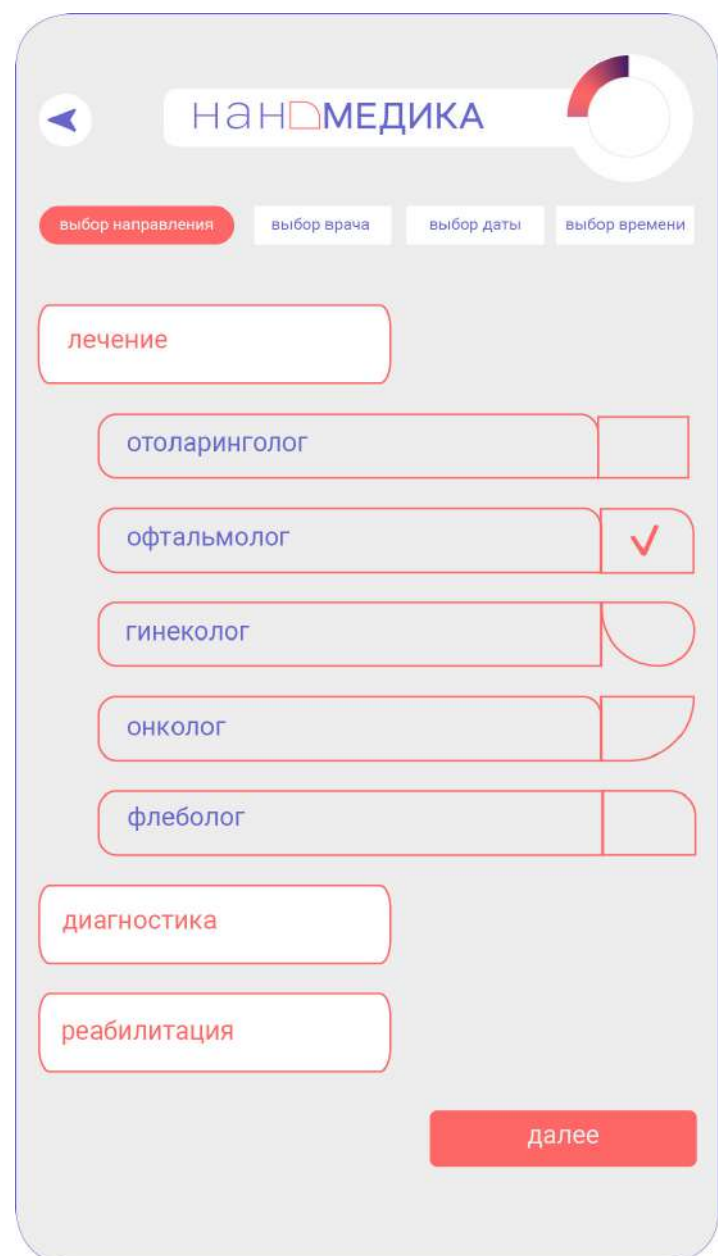 наноМЕДИКА
выбор направления выбор врача выбор даты выбор времени
лечение
отоларинголог
офтальмолог
гинеколог
онколог
флеболог
диагностика
реабилитация
далее